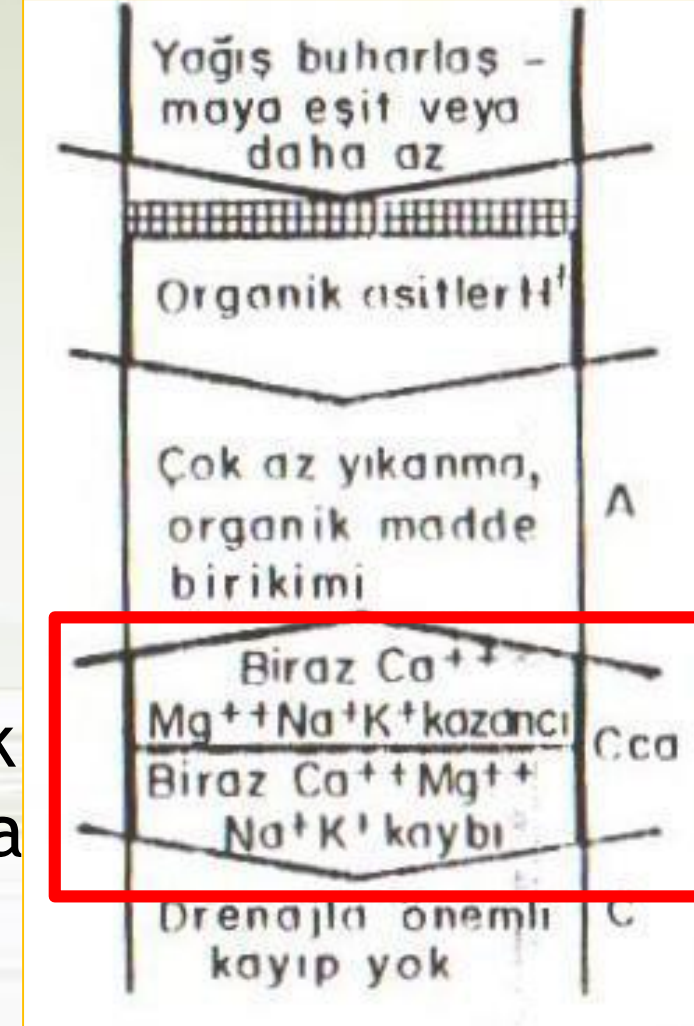 Yağış buharlaş -
maya eşit veya
daha az
Organik asitler H⁺
Çok az yıkanma,
organik madde
birikimi
A
Biraz Ca⁺⁺
Mg⁺⁺Na⁺K⁺kazancı
Cca
Biraz Ca⁺⁺Mg⁺⁺
Na⁺K⁺ kaybı
k
a
Drenajla önemli
C
kayıp yok